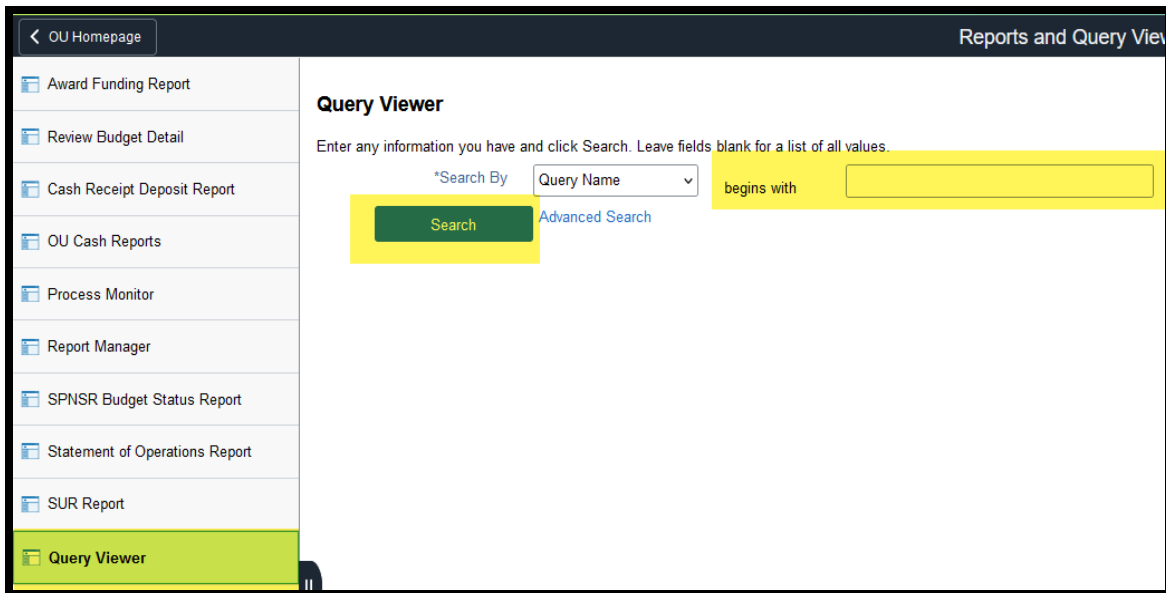 OU Homepage
Reports and Query View
Award Funding Report
Review Budget Detail
Cash Receipt Deposit Report
OU Cash Reports
Process Monitor
Report Manager
SPNSR Budget Status Report
Statement of Operations Report
SUR Report
Query Viewer
Query Viewer
Enter any information you have and click Search. Leave fields blank for a list of all values.
*Search By Query Name begins with
Search Advanced Search